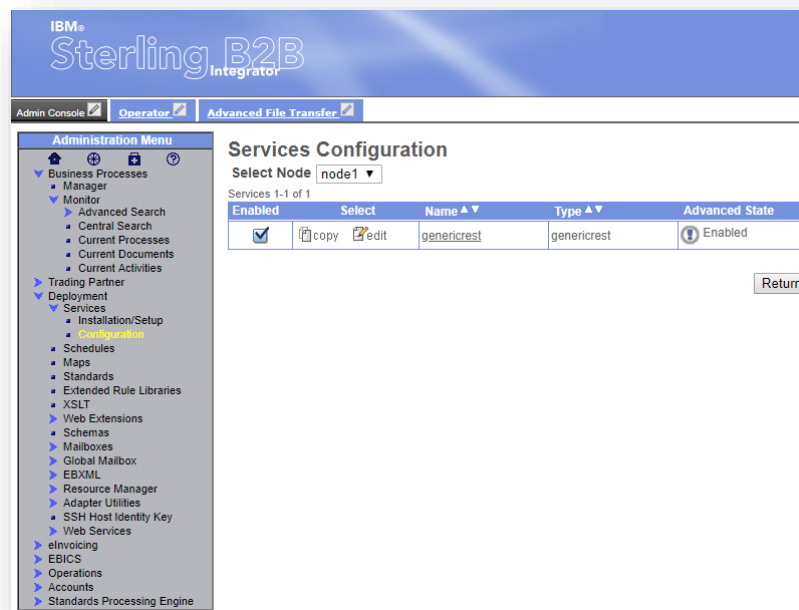 IBM®
Sterling B2B Integrator
Admin Console Operator Advanced File Transfer
Administration Menu
Business Processes
Manager
Monitor
Advanced Search
Central Search
Current Processes
Current Documents
Current Activities
Trading Partner
Deployment
Services
Installation/Setup
Configuration
Schedules
Maps
Standards
Extended Rule Libraries
XSLT
Web Extensions
Schemas
Mailboxes
Global Mailbox
EBXML
Resource Manager
Adapter Utilities
SSH Host Identity Key
Web Services
eInvoicing
EBICS
Operations
Accounts
Standards Processing Engine
Services Configuration
Select Node node1
Services 1-1 of 1
Enabled Select Name Type Advanced State
copy edit genericrest genericrest Enabled
Return